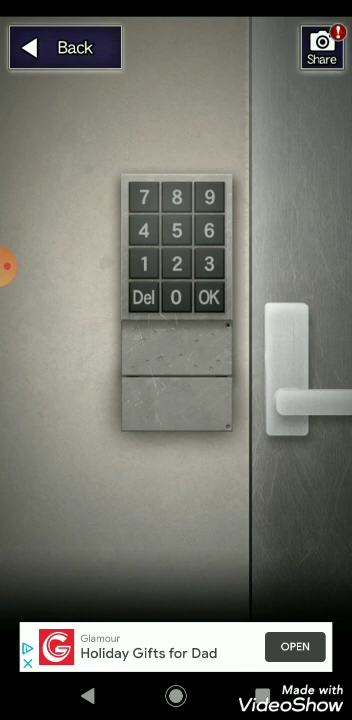 Back
Share
7 8 9
4 5 6
1 2 3
Del 0 OK
Glamour
Holiday Gifts for Dad
OPEN
Made with
VideoShow